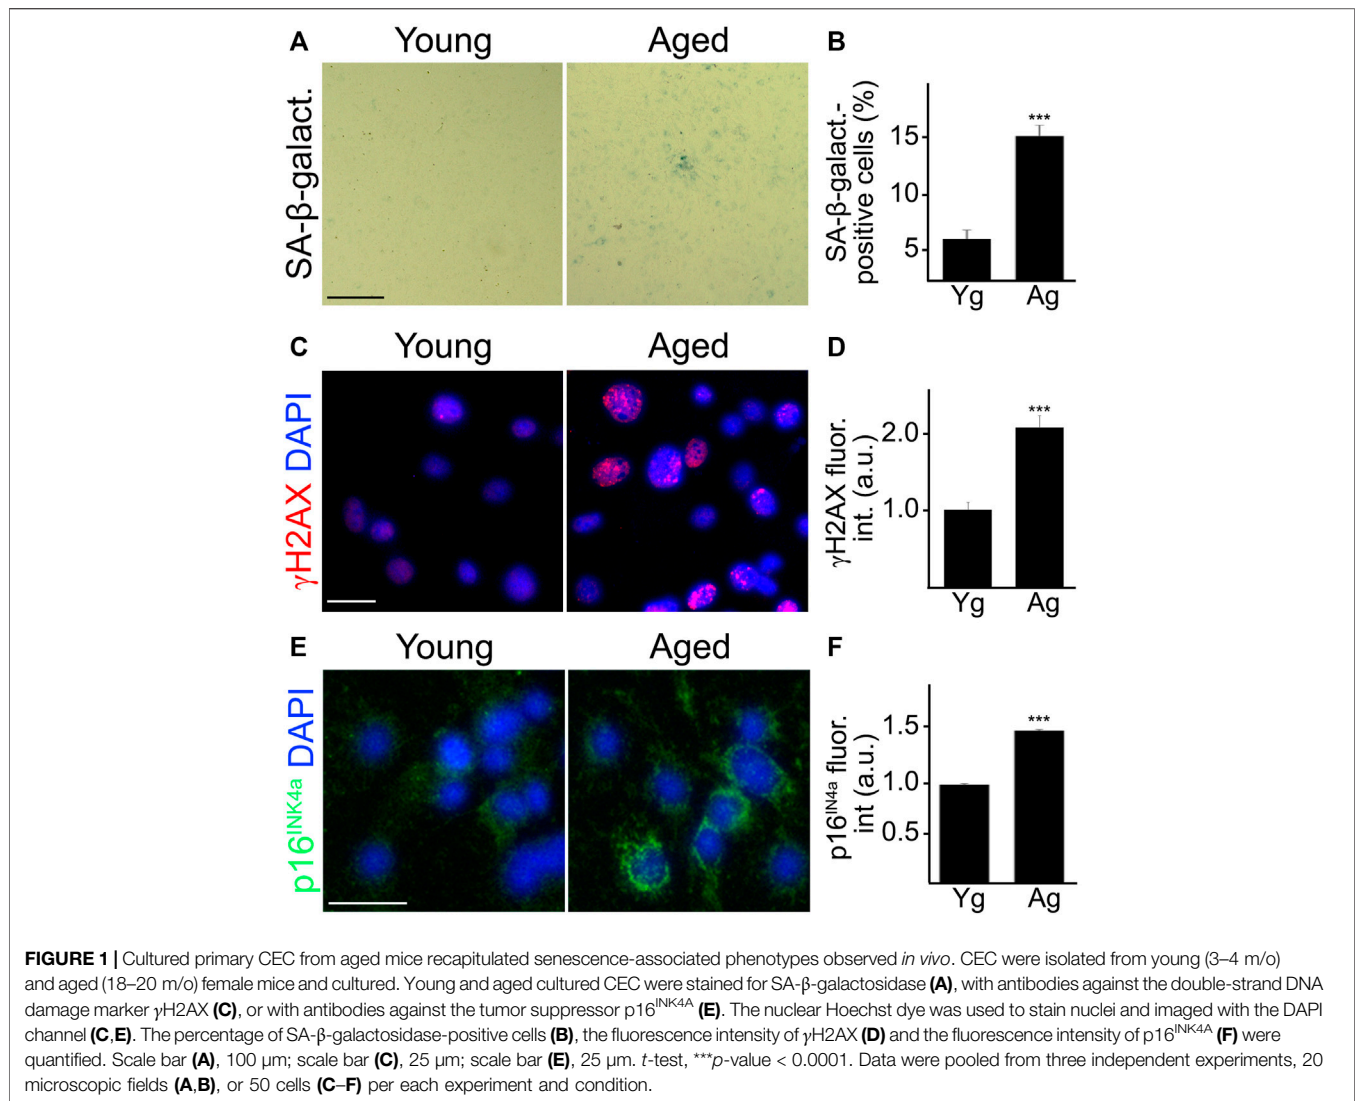 A
Young
Aged
B
SA-β-galact.
SA-β-galact.-
positive cells (%)
15
10
5
***
Yg
Ag
C
Young
Aged
D
γH2AX DAPI
γH2AX fluor.
int. (a.u.)
2.0
1.0
***
Yg
Ag
E
Young
Aged
F
p16INK4a DAPI
p16IN4a fluor.
int (a.u.)
1.5
1.0
0.5
***
Yg
Ag
FIGURE 1 | Cultured primary CEC from aged mice recapitulated senescence-associated phenotypes observed in vivo. CEC were isolated from young (3–4 m/o)
and aged (18–20 m/o) female mice and cultured. Young and aged cultured CEC were stained for SA-β-galactosidase (A), with antibodies against the double-strand DNA
damage marker γH2AX (C), or with antibodies against the tumor suppressor p16INK4A (E). The nuclear Hoechst dye was used to stain nuclei and imaged with the DAPI
channel (C,E). The percentage of SA-β-galactosidase-positive cells (B), the fluorescence intensity of γH2AX (D) and the fluorescence intensity of p16INK4A (F) were
quantified. Scale bar (A), 100 μm; scale bar (C), 25 μm; scale bar (E), 25 μm. t-test, ***p-value < 0.0001. Data were pooled from three independent experiments, 20
microscopic fields (A,B), or 50 cells (C–F) per each experiment and condition.